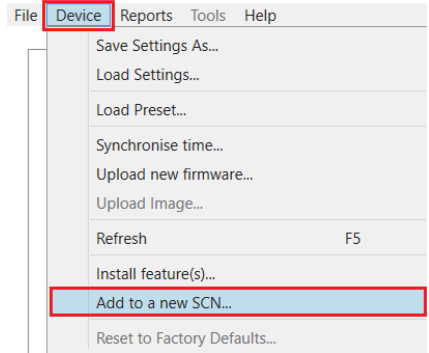 File Device Reports Tools Help
Save Settings As...
Load Settings...
Load Preset...
Synchronise time...
Upload new firmware...
Upload Image...
Refresh F5
Install feature(s)...
Add to a new SCN...
Reset to Factory Defaults...